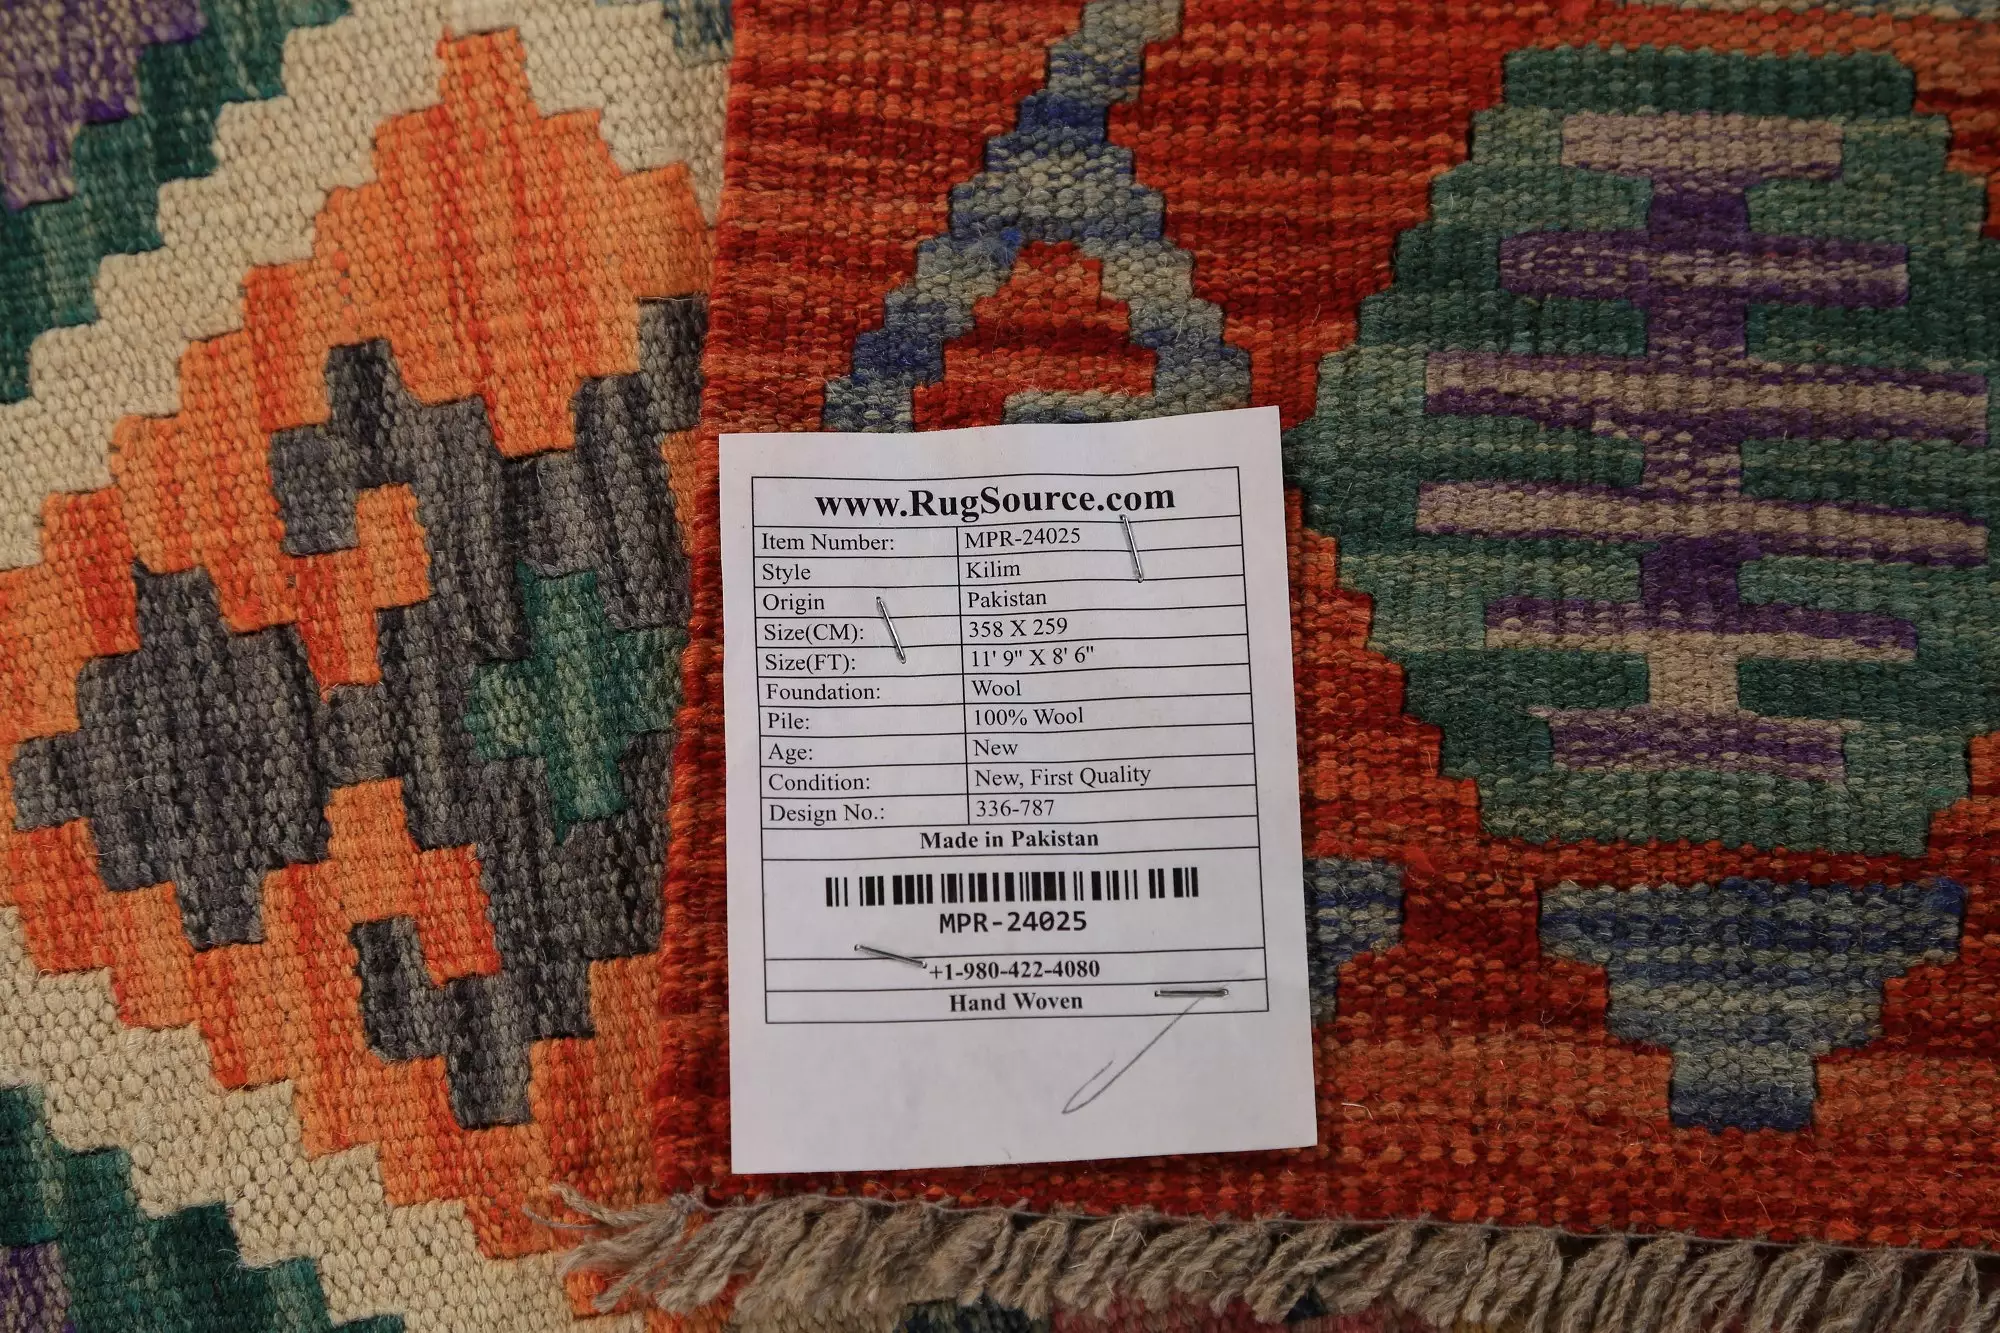 www.RugSource.com
Item Number: MPR-24025
Style Kilim
Origin Pakistan
Size(CM): 358 X 259
Size(FT): 11' 9" X 8' 6"
Foundation: Wool
Pile: 100% Wool
Age: New
Condition: New, First Quality
Design No.: 336-787
Made in Pakistan
MPR-24025
+1-980-422-4080
Hand Woven